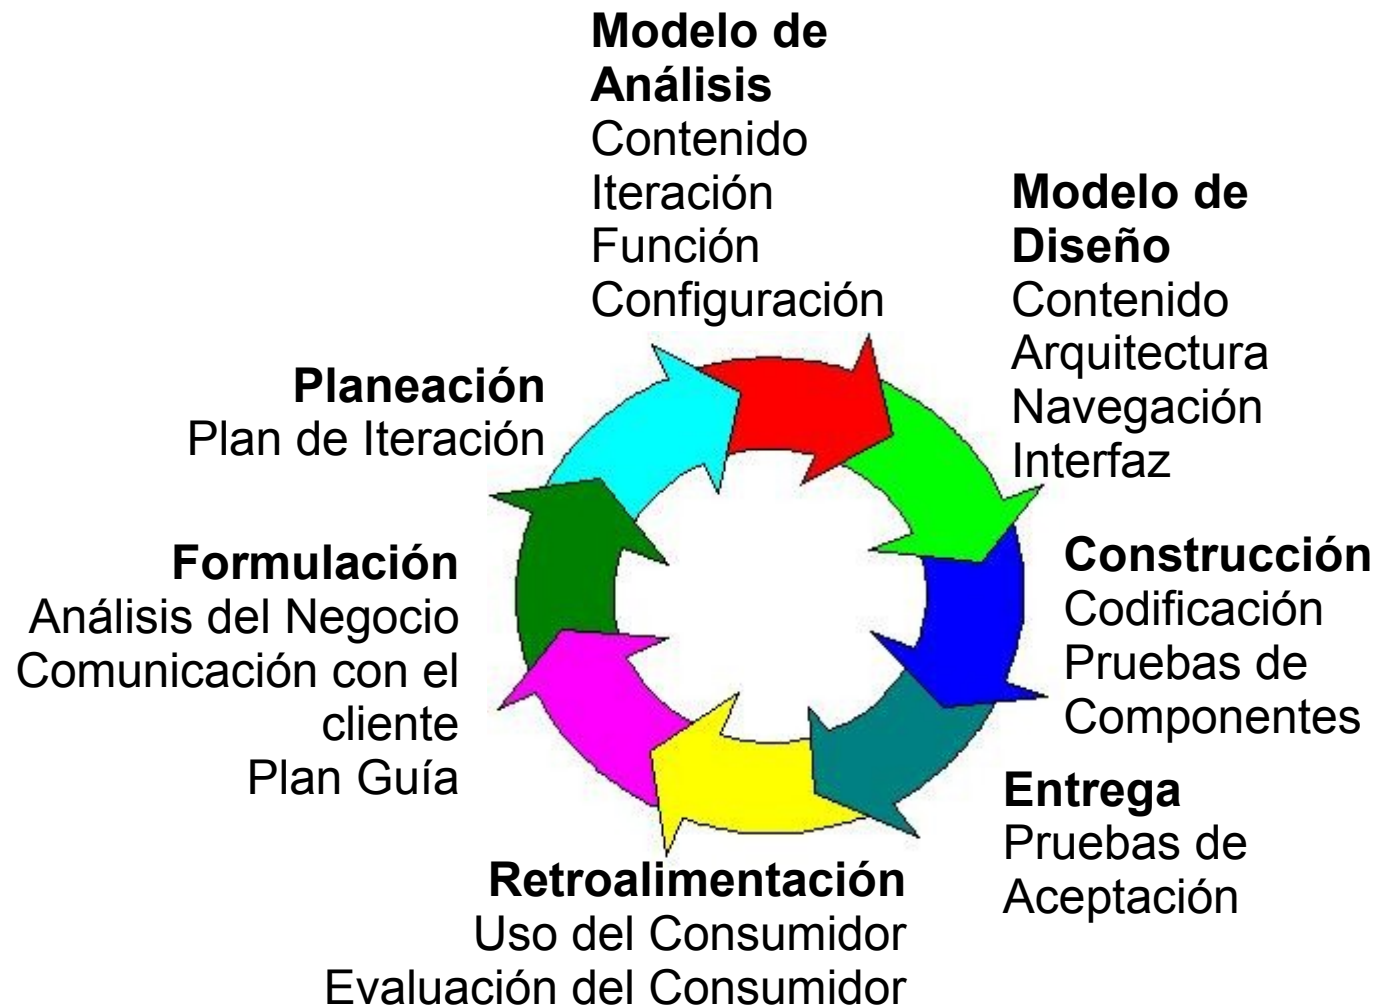 Modelo de
Análisis
Contenido
Iteración
Función
Configuración
Modelo de
Diseño
Contenido
Arquitectura
Navegación
Interfaz
Construcción
Codificación
Pruebas de
Componentes
Entrega
Pruebas de
Aceptación
Retroalimentación
Uso del Consumidor
Evaluación del Consumidor
Formulación
Análisis del Negocio
Comunicación con el
cliente
Plan Guía
Planeación
Plan de Iteración